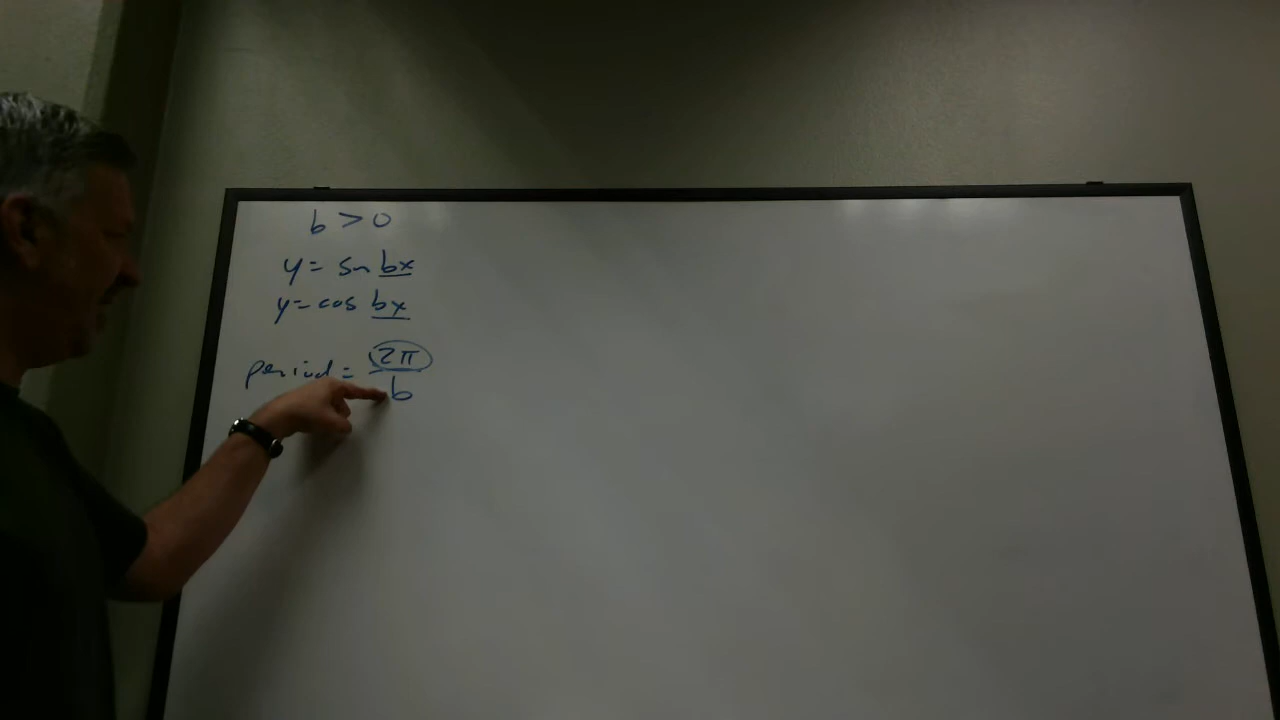 b > 0
y = sin bx
y = cos bx
period = 2π/b